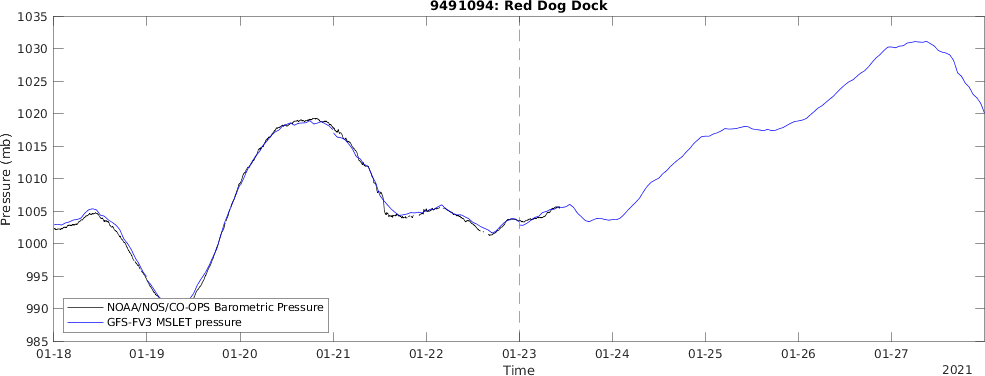 9491094: Red Dog Dock
Pressure (mb)
1035
1030
1025
1020
1015
1010
1005
1000
995
990
985
NOAA/NOS/CO-OPS Barometric Pressure
GFS-FV3 MSLET pressure
01-18 01-19 01-20 01-21 01-22 01-23 01-24 01-25 01-26 01-27
Time
2021